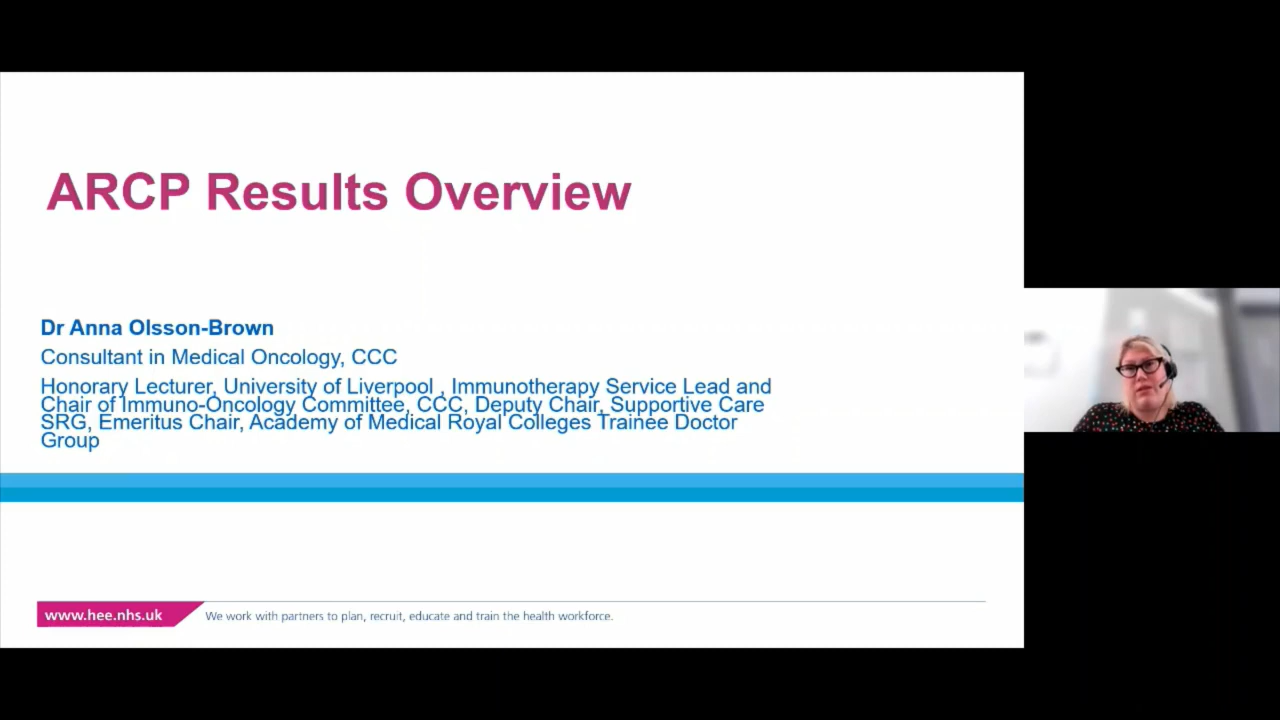 ARCP Results Overview
Dr Anna Olsson-Brown
Consultant in Medical Oncology, CCC
Honorary Lecturer, University of Liverpool , Immunotherapy Service Lead and
Chair of Immuno-Oncology Committee, CCC, Deputy Chair, Supportive Care
SRG, Emeritus Chair, Academy of Medical Royal Colleges Trainee Doctor
Group
www.hee.nhs.uk
We work with partners to plan, recruit, educate and train the health workforce.